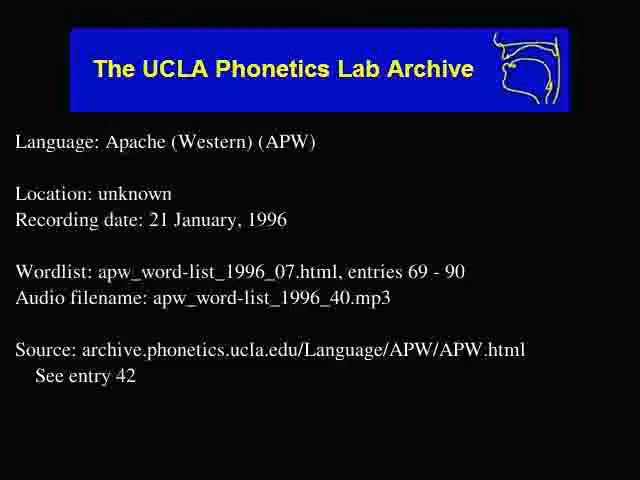 The UCLA Phonetics Lab Archive
Language: Apache (Western) (APW)
Location: unknown
Recording date: 21 January, 1996
Wordlist: apw_word-list_1996_07.html, entries 69 - 90
Audio filename: apw_word-list_1996_40.mp3
Source: archive.phonetics.ucla.edu/Language/APW/APW.html
See entry 42